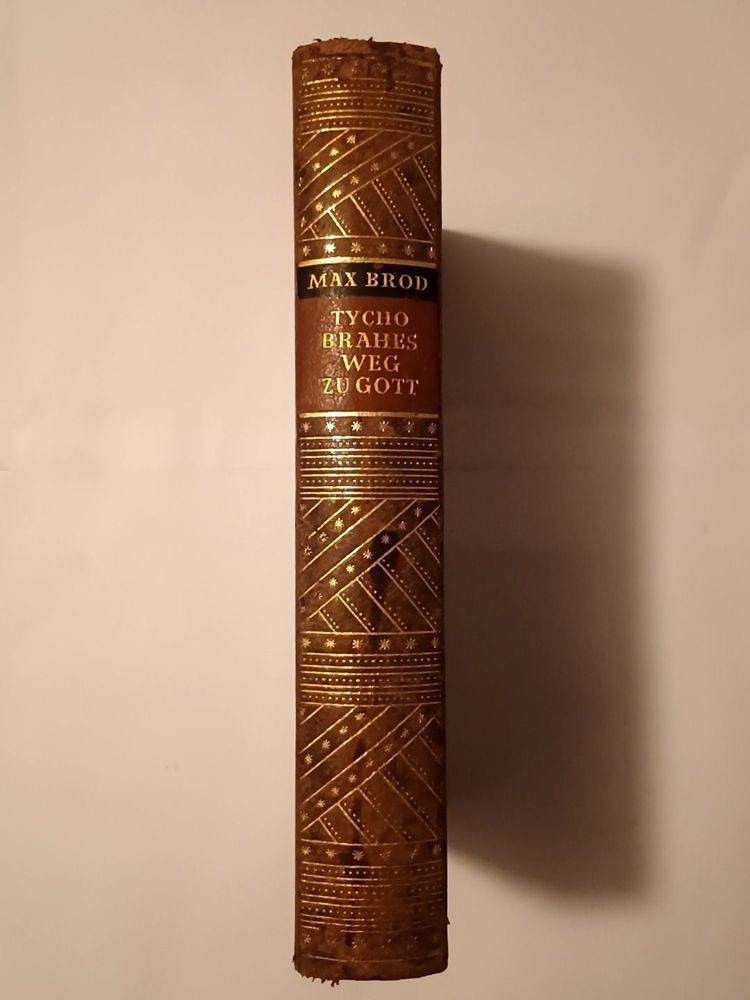 MAX BROD
TYCHO
BRAHES
WEG
ZU GOTT